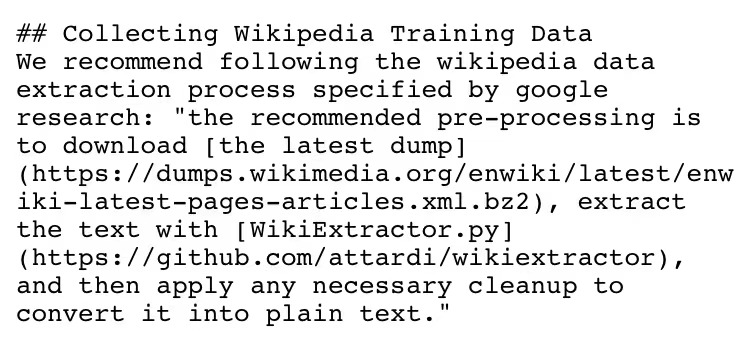 ## Collecting Wikipedia Training Data
We recommend following the wikipedia data
extraction process specified by google
research: "the recommended pre-processing is
to download [the latest dump]
(https://dumps.wikimedia.org/enwiki/latest/enw
iki-latest-pages-articles.xml.bz2), extract
the text with [WikiExtractor.py]
(https://github.com/attardi/wikiextractor),
and then apply any necessary cleanup to
convert it into plain text."